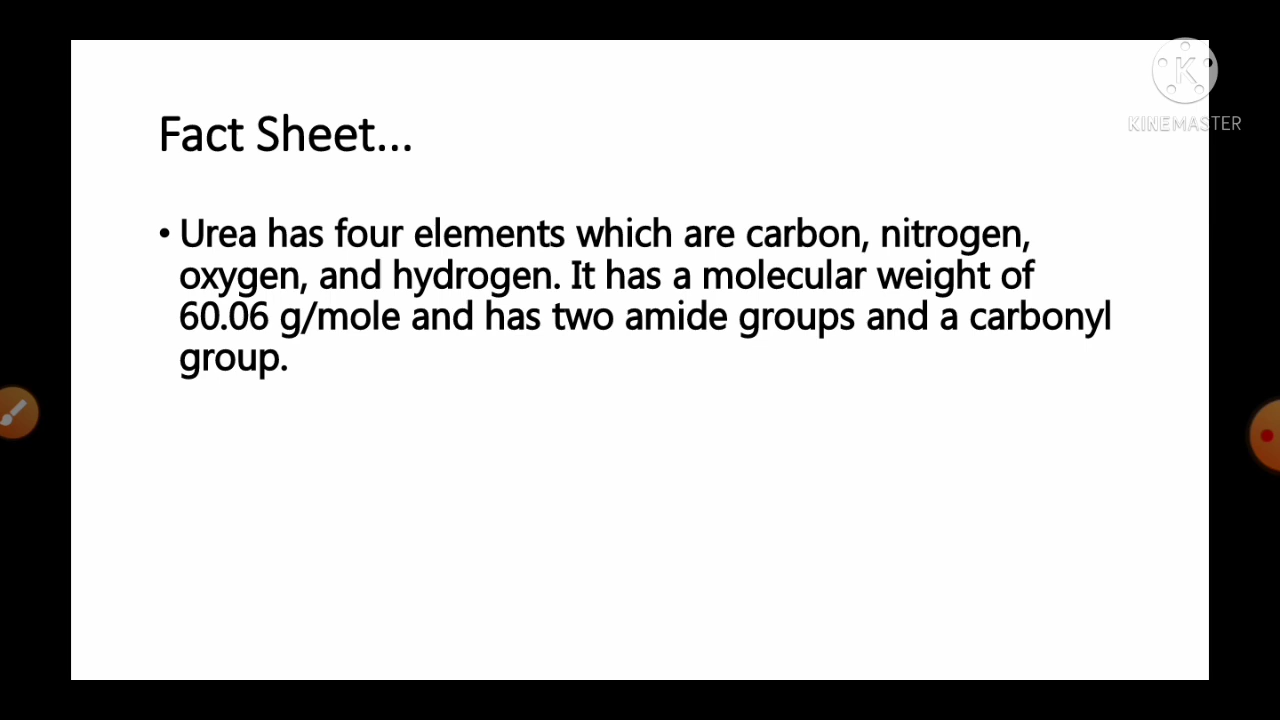 K
KINEMASTER
Fact Sheet...
• Urea has four elements which are carbon, nitrogen,
oxygen, and hydrogen. It has a molecular weight of
60.06 g/mole and has two amide groups and a carbonyl
group.